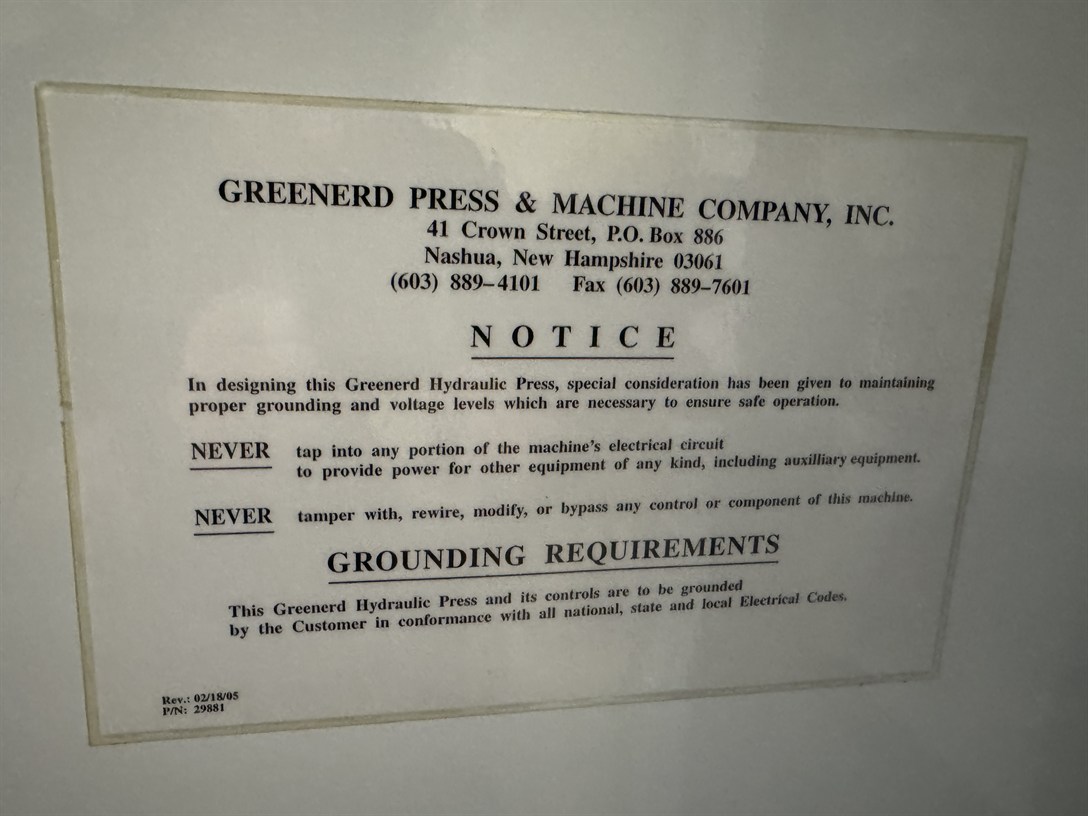 GREENERD PRESS & MACHINE COMPANY, INC.
41 Crown Street, P.O. Box 886
Nashua, New Hampshire 03061
(603) 889-4101 Fax (603) 889-7601
NOTICE
In designing this Greenerd Hydraulic Press, special consideration has been given to maintaining
proper grounding and voltage levels which are necessary to ensure safe operation.
NEVER tap into any portion of the machine's electrical circuit
to provide power for other equipment of any kind, including auxilliary equipment.
NEVER tamper with, rewire, modify, or bypass any control or component of this machine.
GROUNDING REQUIREMENTS
This Greenerd Hydraulic Press and its controls are to be grounded
by the Customer in conformance with all national, state and local Electrical Codes.
Rev.: 02/18/05
P/N: 29881